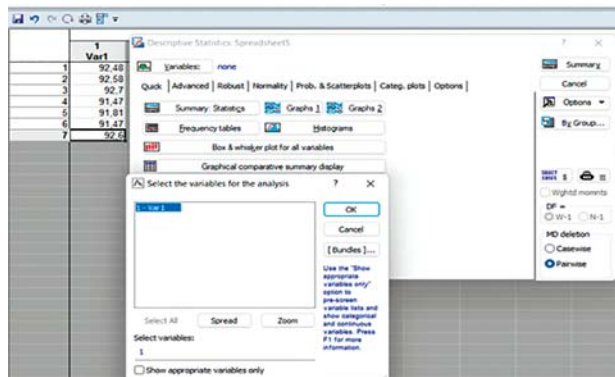 1
Var1
1 92,48
2 92,58
3 92,7
4 91,47
5 91,81
6 91,47
7 92,6
Descriptive Statistics: Spreadsheet5 ? X
Variables: none
Summary
Quick Advanced Robust Normality Prob. & Scatterplots Categ. plots Options
Cancel
Summary: Statistics Graphs 1 Graphs 2
Options
Frequency tables Histograms
By Group...
Box & whisker plot for all variables
Graphical comparative summary display
SELECT CASES S
Wghtd momnts
DF =
W-1 N-1
MD deletion
Casewise
Pairwise
Select the variables for the analysis ? X
1 - Var1
OK
Cancel
[Bundles]...
Use the "Show
appropriate
variables only"
option to
pre-screen
variable lists and
show categorical
and continuous
variables. Press
F1 for more
information.
Select All Spread Zoom
Select variables:
1
Show appropriate variables only